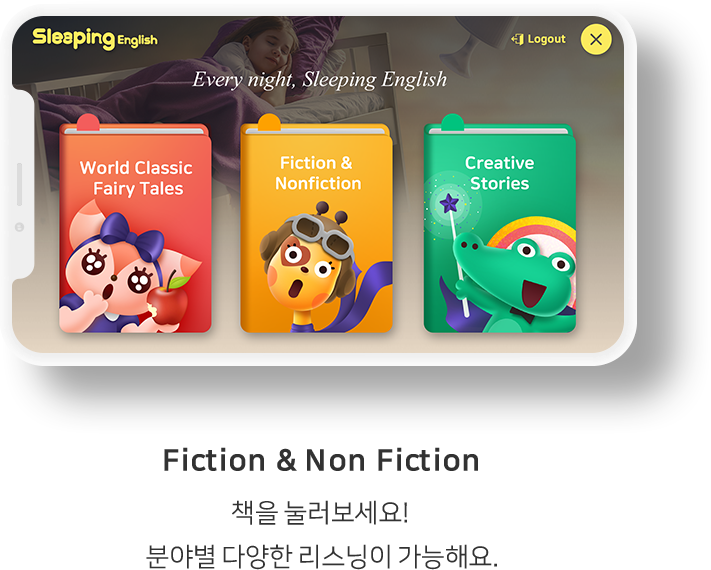 Sleeping English
Logout
Every night, Sleeping English
World Classic
Fairy Tales
Fiction &
Nonfiction
Creative
Stories
Fiction & Non Fiction
책을 눌러보세요!
분야별 다양한 리스닝이 가능해요.